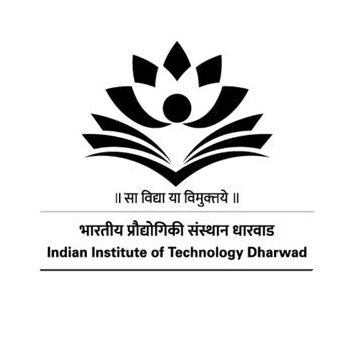 ॥ सा विद्या या विमुक्तये ॥
भारतीय प्रौद्योगिकी संस्थान धारवाड
Indian Institute of Technology Dharwad